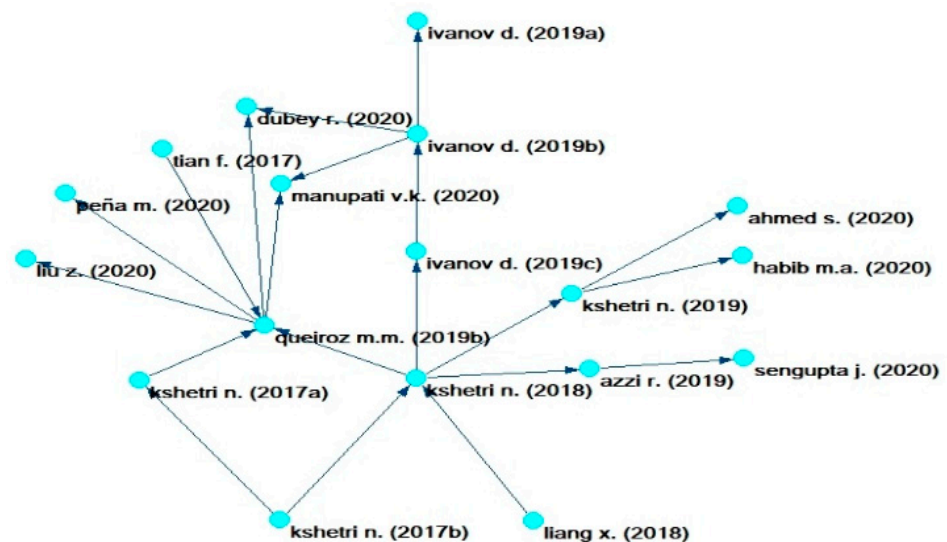 ivanov d. (2019a)
dubey r. (2020)
ivanov d. (2019b)
tian f. (2017)
manupati v.k. (2020)
peña m. (2020)
ahmed s. (2020)
liu z. (2020)
ivanov d. (2019c)
habib m.a. (2020)
kshetri n. (2019)
queiroz m.m. (2019b)
sengupta j. (2020)
azzi r. (2019)
kshetri n. (2017a)
kshetri n. (2018)
kshetri n. (2017b)
liang x. (2018)